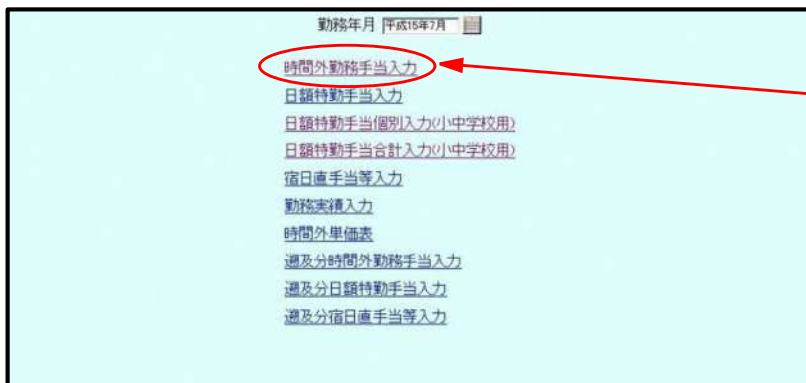 勤務年月 平成15年7月
時間外勤務手当入力
日額特勤手当入力
日額特勤手当個別入力(小中学校用)
日額特勤手当合計入力(小中学校用)
宿日直手当等入力
勤務実績入力
時間外単価表
遡及分時間外勤務手当入力
遡及分日額特勤手当入力
遡及分宿日直手当等入力